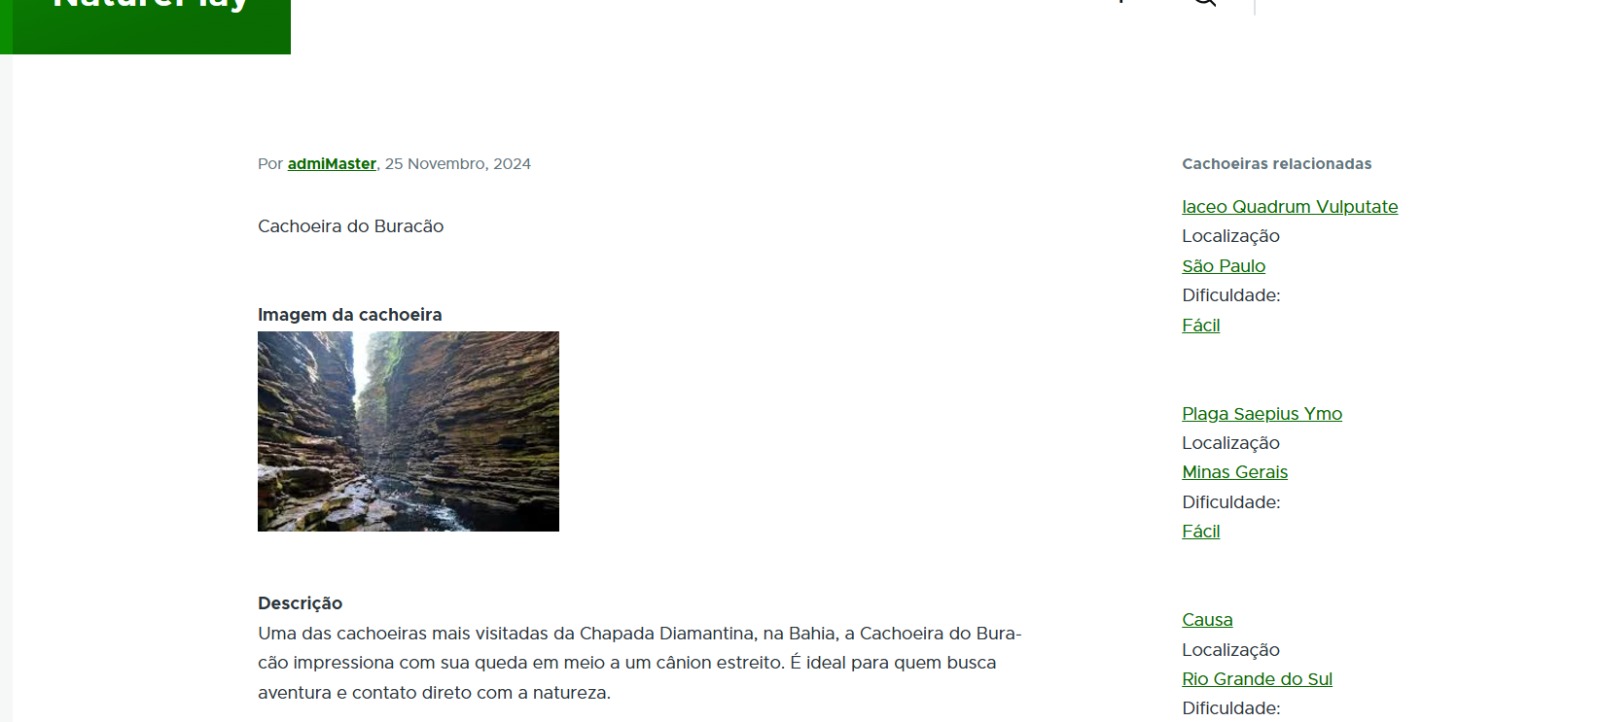 NaturePlay
Por admiMaster, 25 Novembro, 2024
Cachoeira do Buracão
Imagem da cachoeira
Descrição
Uma das cachoeiras mais visitadas da Chapada Diamantina, na Bahia, a Cachoeira do Bura-
cão impressiona com sua queda em meio a um cânion estreito. É ideal para quem busca
aventura e contato direto com a natureza.
Cachoeiras relacionadas
Iaceo Quadrum Vulputate
Localização
São Paulo
Dificuldade:
Fácil
Plaga Saepius Ymo
Localização
Minas Gerais
Dificuldade:
Fácil
Causa
Localização
Rio Grande do Sul
Dificuldade: